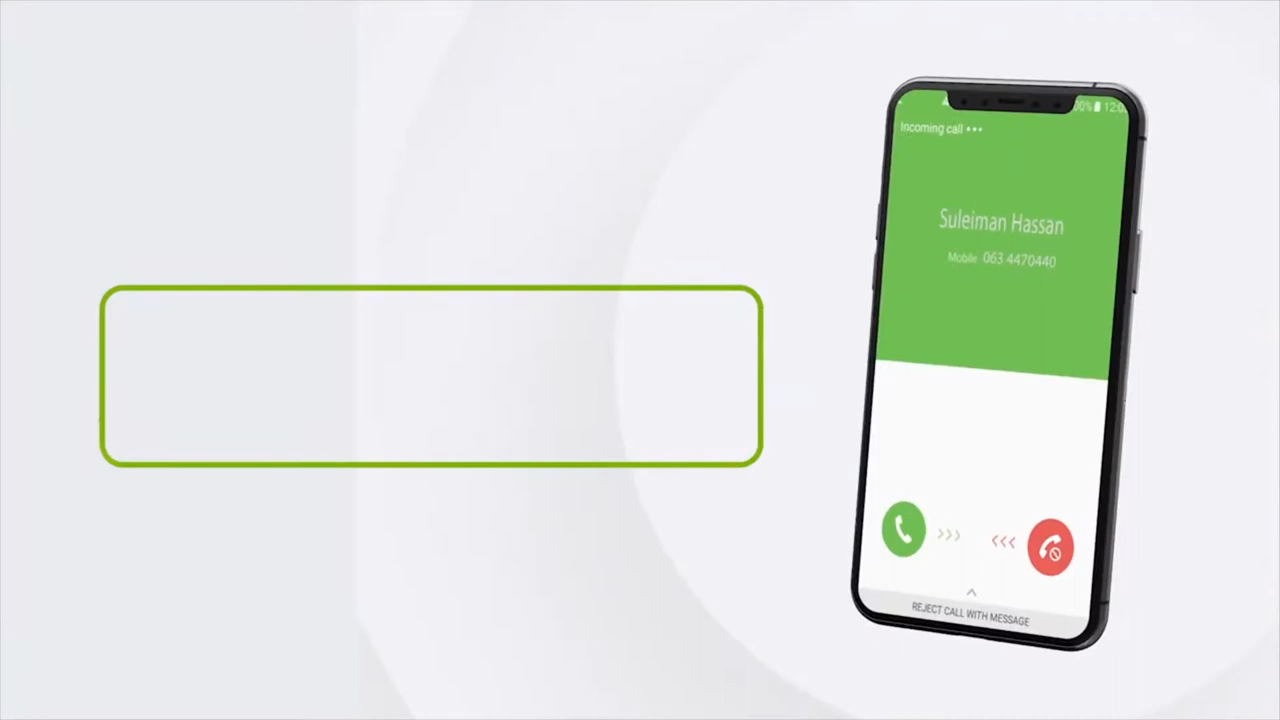 Incoming call •••
Suleiman Hassan
Mobile 063 4470440
REJECT CALL WITH MESSAGE